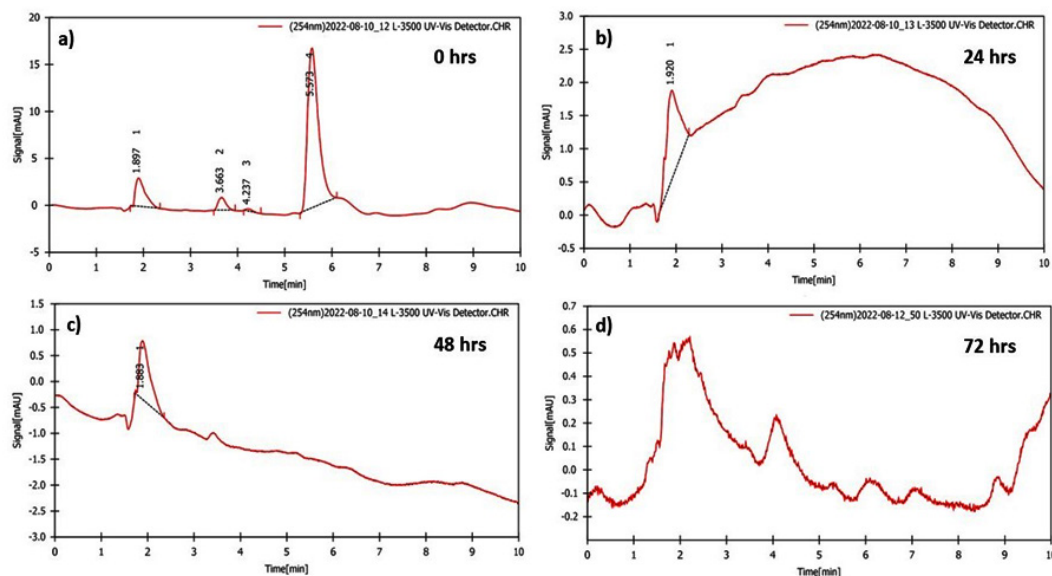 a)
(254nm)2022-08-10_12 L-3500 UV-Vis Detector.CHR
0 hrs
20
15
10
5
0
-5
Signal[mAU]
1.897 1
3.663 2
4.237 3
5.573 4
0 1 2 3 4 5 6 7 8 9 10
Time[min]
b)
(254nm)2022-08-10_13 L-3500 UV-Vis Detector.CHR
24 hrs
3.0
2.5
2.0
1.5
1.0
0.5
0.0
-0.5
Signal[mAU]
1.920 1
0 1 2 3 4 5 6 7 8 9 10
Time[min]
c)
(254nm)2022-08-10_14 L-3500 UV-Vis Detector.CHR
48 hrs
1.5
1.0
0.5
0.0
-0.5
-1.0
-1.5
-2.0
-2.5
-3.0
Signal[mAU]
1.883 1
0 1 2 3 4 5 6 7 8 9 10
Time[min]
d)
(254nm)2022-08-12_50 L-3500 UV-Vis Detector.CHR
72 hrs
0.7
0.6
0.5
0.4
0.3
0.2
0.1
0.0
-0.1
-0.2
Signal[mAU]
0 1 2 3 4 5 6 7 8 9 10
Time[min]